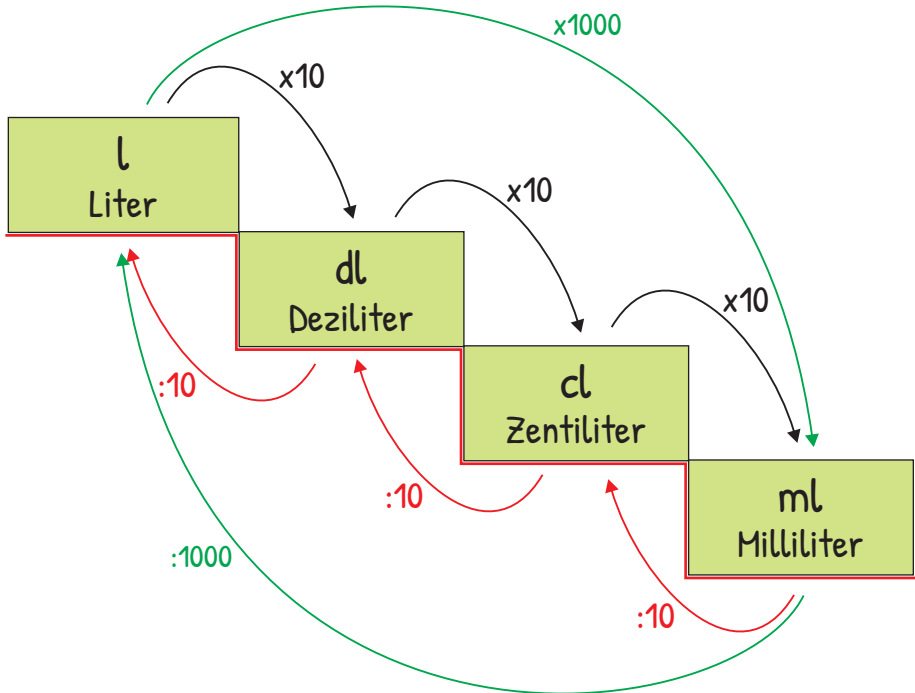 x1000
x10
l
Liter
x10
dl
Deziliter
x10
:10
cl
Zentiliter
:10
ml
Milliliter
:1000
:10